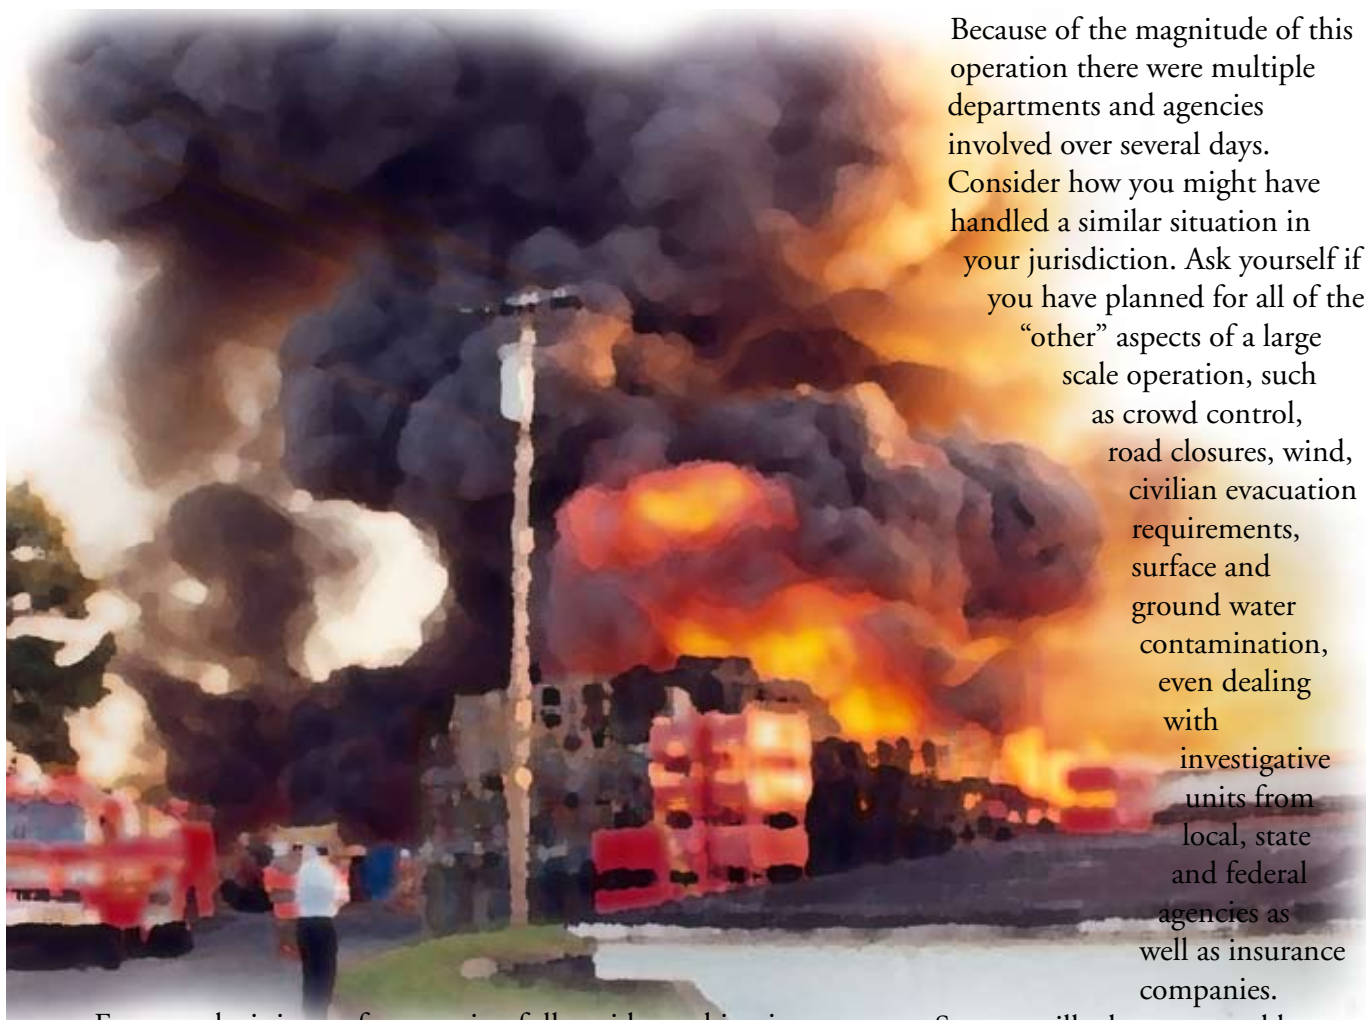 Because of the magnitude of this
operation there were multiple
departments and agencies
involved over several days.
Consider how you might have
handled a similar situation in
your jurisdiction. Ask yourself if
you have planned for all of the
“other” aspects of a large
scale operation, such
as crowd control,
road closures, wind,
civilian evacuation
requirements,
surface and
ground water
contamination,
even dealing
with
investigative
units from
local, state
and federal
agencies as
well as insurance
companies.